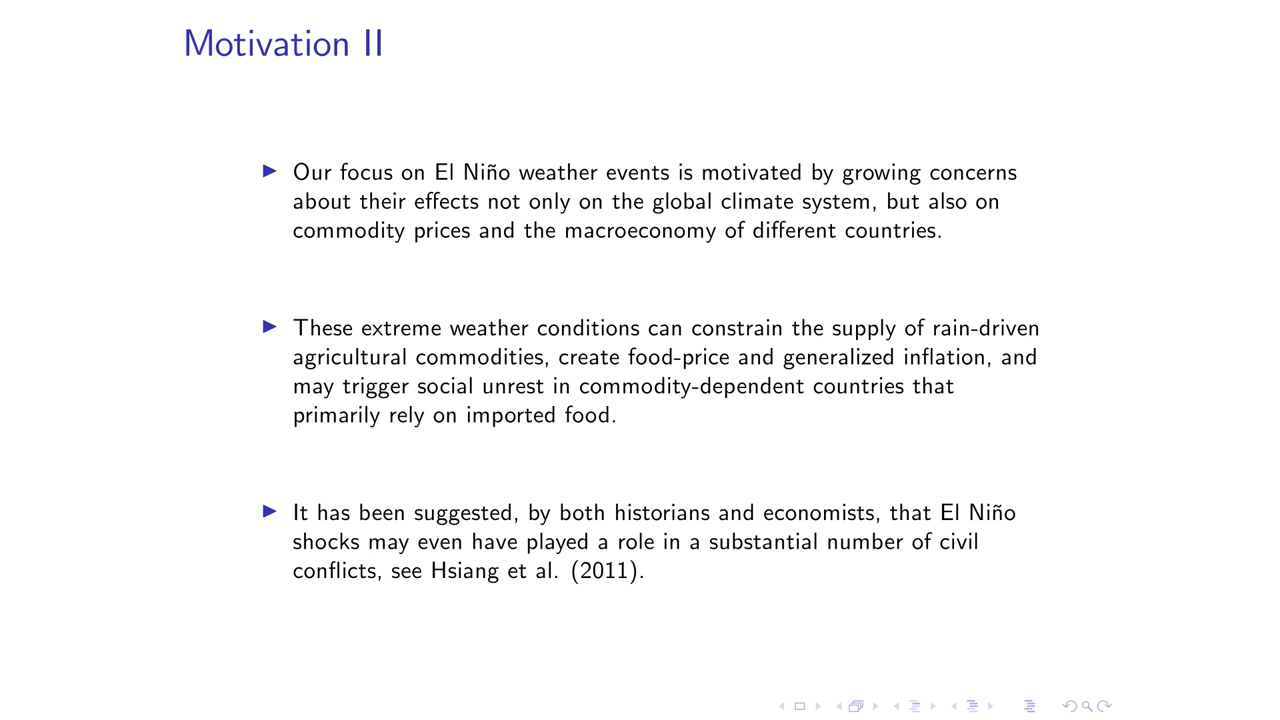 Motivation II
Our focus on El Niño weather events is motivated by growing concerns
about their effects not only on the global climate system, but also on
commodity prices and the macroeconomy of different countries.
These extreme weather conditions can constrain the supply of rain-driven
agricultural commodities, create food-price and generalized inflation, and
may trigger social unrest in commodity-dependent countries that
primarily rely on imported food.
It has been suggested, by both historians and economists, that El Niño
shocks may even have played a role in a substantial number of civil
conflicts, see Hsiang et al. (2011).